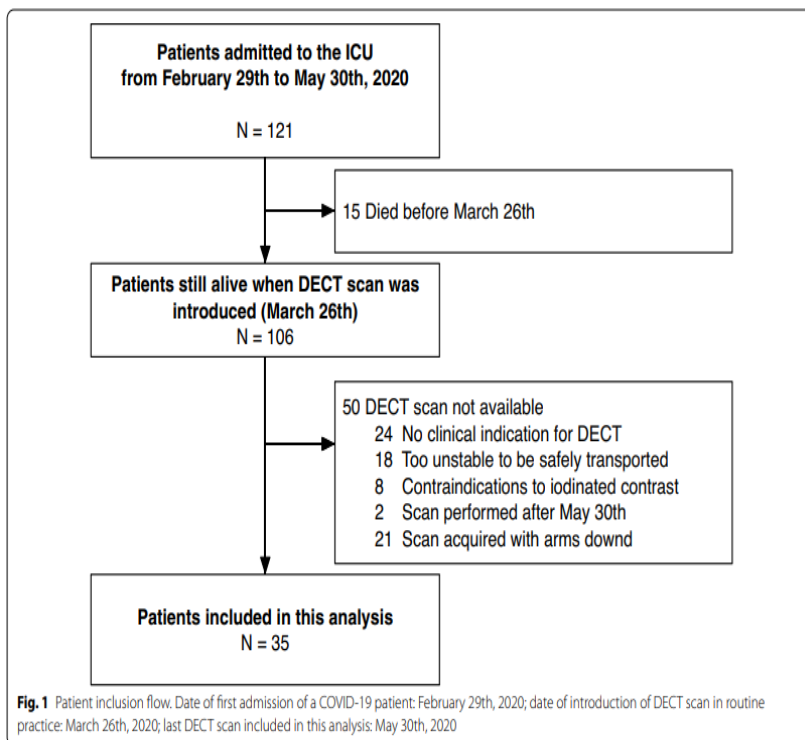 Patients admitted to the ICU
from February 29th to May 30th, 2020
N = 121
15 Died before March 26th
Patients still alive when DECT scan was
introduced (March 26th)
N = 106
50 DECT scan not available
24 No clinical indication for DECT
18 Too unstable to be safely transported
8 Contraindications to iodinated contrast
2 Scan performed after May 30th
21 Scan acquired with arms downd
Patients included in this analysis
N = 35
Fig. 1 Patient inclusion flow. Date of first admission of a COVID-19 patient: February 29th, 2020; date of introduction of DECT scan in routine
practice: March 26th, 2020; last DECT scan included in this analysis: May 30th, 2020